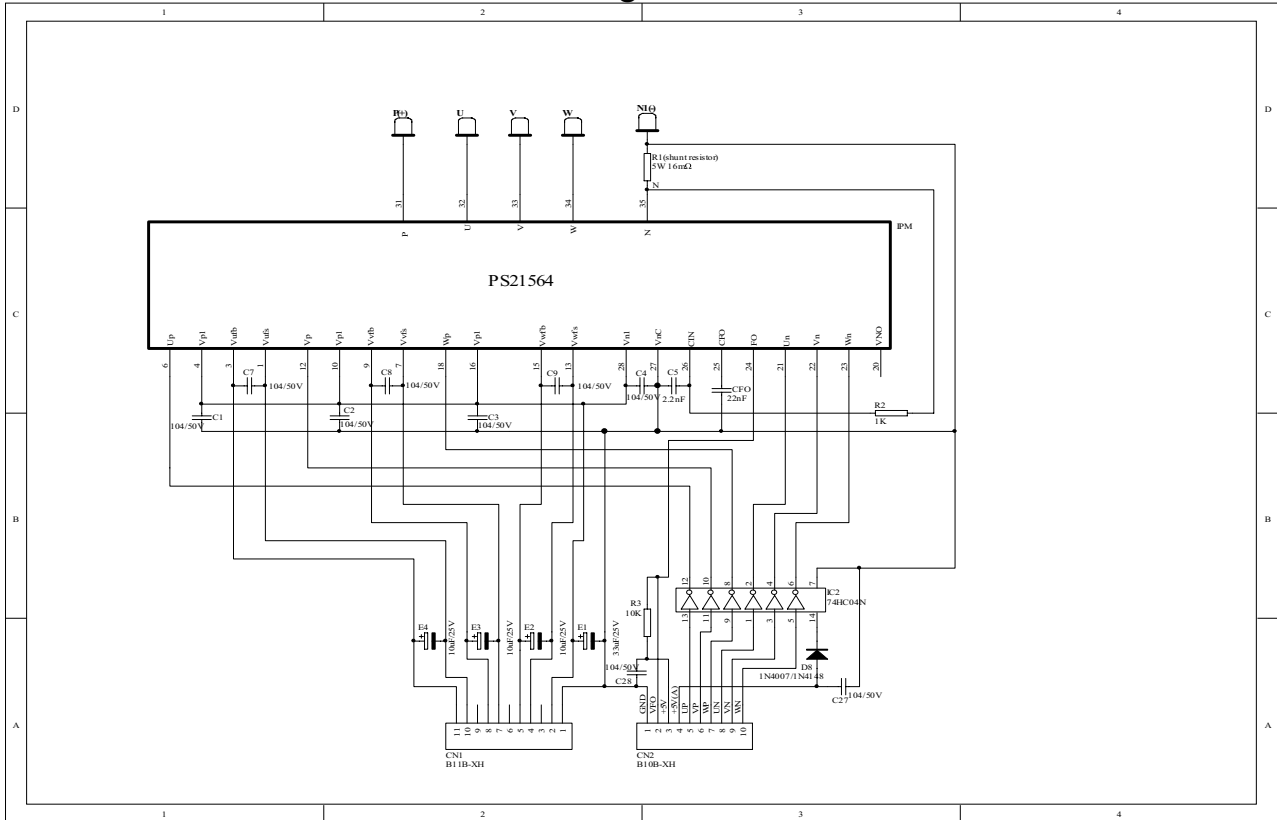 1 2 3 4
D D
P(+) U V W N1(-)
R1(shunt resistor)
5W 16mΩ
N
31 32 33 34 35
P U V W N
IPM
PS21564
C C
Up Vp1 Vufb Vufs Vp Vp1 Vvfb Vvfs Wp Vp1 Vwfb Vwfs Vn1 VnC CIN CFO FO Un Vn Wn VNO
6 4 3 1 12 10 9 7 18 16 15 13 28 27 26 25 24 21 22 23 20
C7
104/50V
C8
104/50V
C9
104/50V
C4
104/50V
C5
2.2nF
CFO
22nF
R2
1K
C1
104/50V
C2
104/50V
C3
104/50V
B B
12 10 8 2 4 6 7
IC2
74HC04N
13 11 9 1 3 5 14
R3
10K
E4
10uF/25V
E3
10uF/25V
E2
10uF/25V
E1
33uF/25V
104/50V
C28
D8
1N4007/1N4148
C27
104/50V
GND VFO +5V +5V(A) UP VP WP UN VN WN
A A
11 10 9 8 7 6 5 4 3 2 1
1 2 3 4 5 6 7 8 9 10
CN1
B11B-XH
CN2
B10B-XH
1 2 3 4